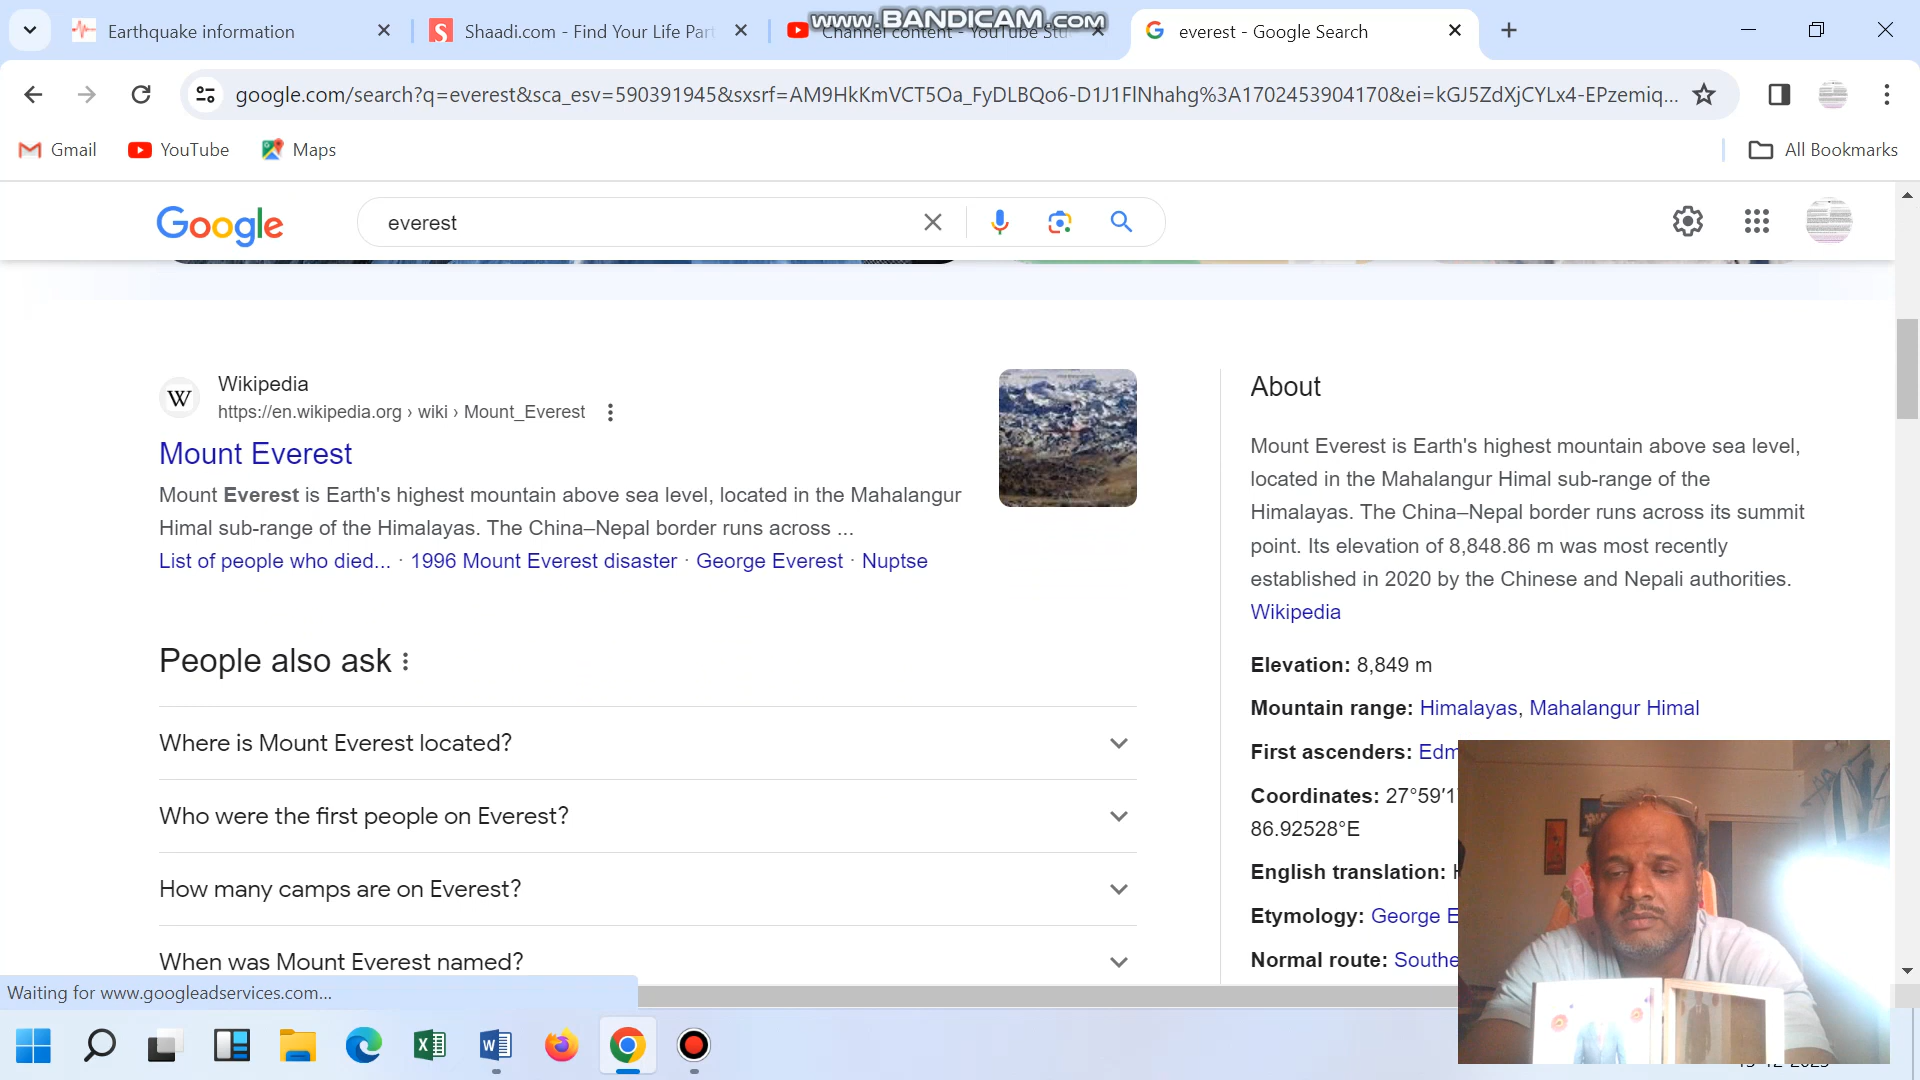 Earthquake information
Shaadi.com - Find Your Life Part
Channel content - YouTube Stu
www.BANDICAM.com
everest - Google Search
google.com/search?q=everest&sca_esv=590391945&sxsrf=AM9HkKmVCT5Oa_FyDLBQo6-D1J1FlNhahg%3A1702453904170&ei=kGJ5ZdXjCYLx4-EPzemiq...
Gmail
YouTube
Maps
All Bookmarks
Google
everest
Wikipedia
https://en.wikipedia.org › wiki › Mount_Everest
Mount Everest
Mount Everest is Earth's highest mountain above sea level, located in the Mahalangur
Himal sub-range of the Himalayas. The China–Nepal border runs across ...
List of people who died... · 1996 Mount Everest disaster · George Everest · Nuptse
People also ask
Where is Mount Everest located?
Who were the first people on Everest?
How many camps are on Everest?
When was Mount Everest named?
About
Mount Everest is Earth's highest mountain above sea level,
located in the Mahalangur Himal sub-range of the
Himalayas. The China–Nepal border runs across its summit
point. Its elevation of 8,848.86 m was most recently
established in 2020 by the Chinese and Nepali authorities.
Wikipedia
Elevation: 8,849 m
Mountain range: Himalayas, Mahalangur Himal
First ascenders: Edm
Coordinates: 27°59′1
86.92528°E
English translation:
Etymology: George E
Normal route: Southe
Waiting for www.googleadservices.com...